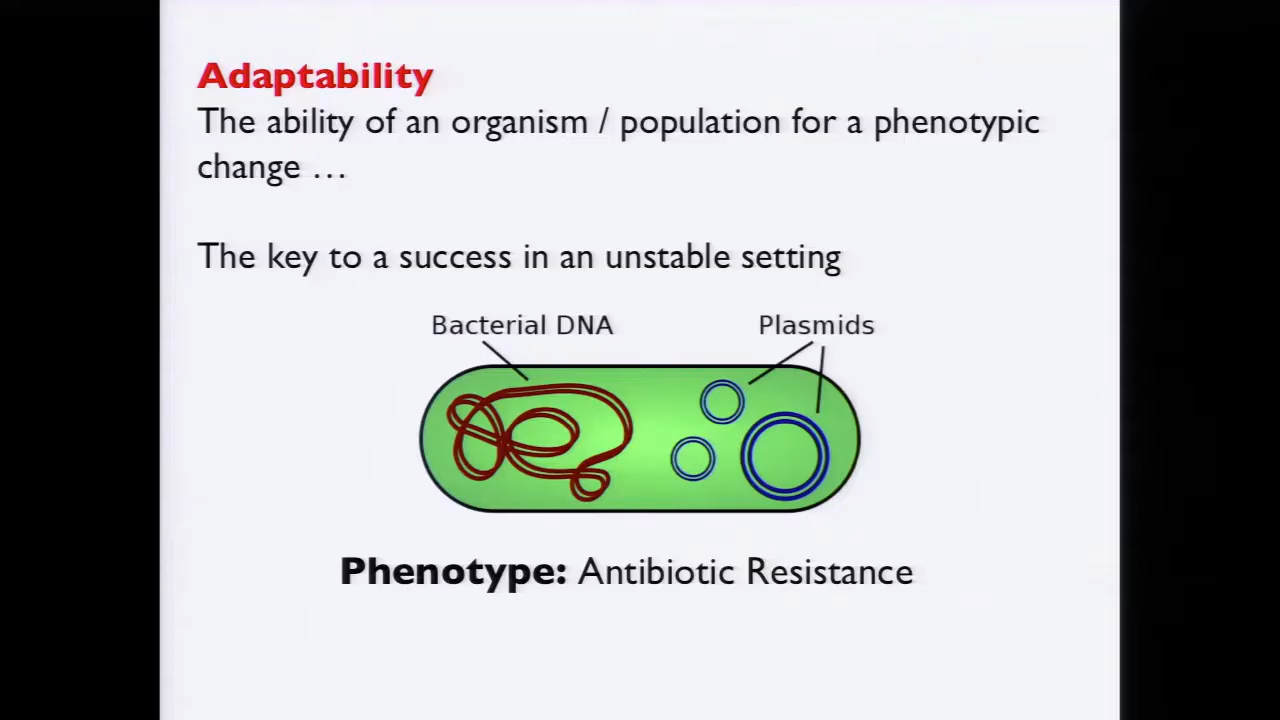 Adaptability
The ability of an organism / population for a phenotypic
change …
The key to a success in an unstable setting
Bacterial DNA
Plasmids
Phenotype: Antibiotic Resistance